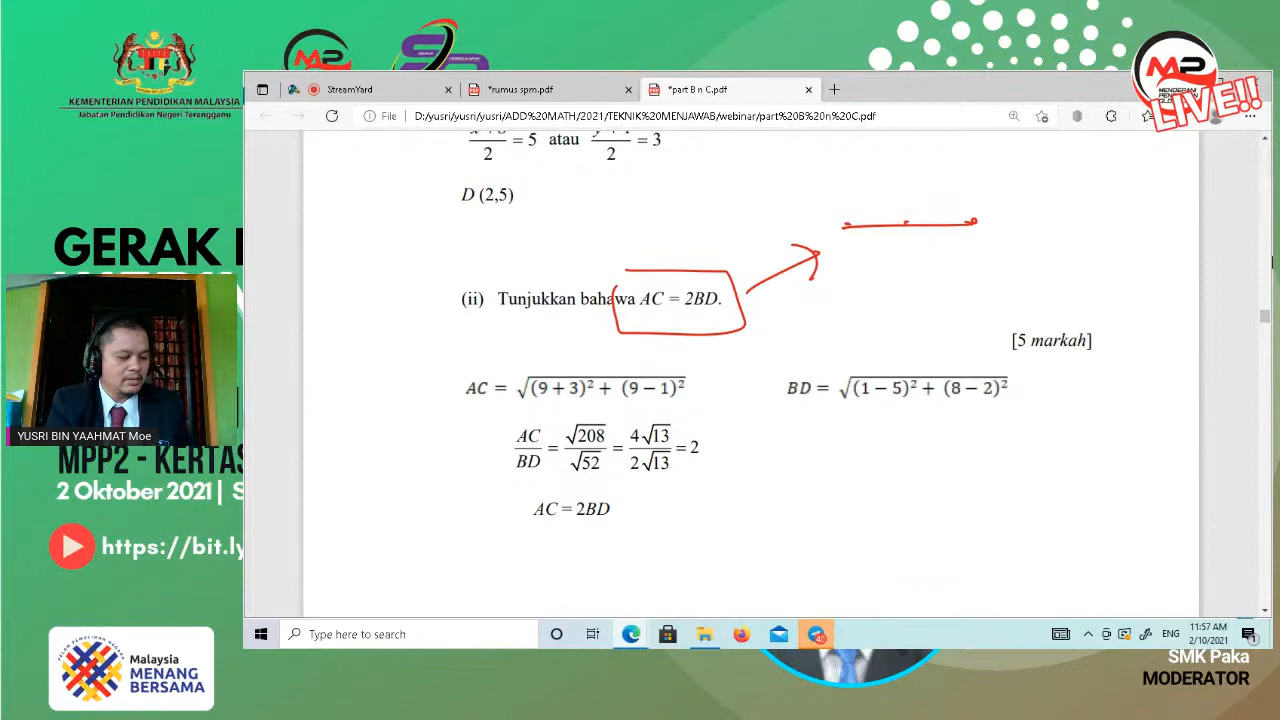 KEMENTERIAN PENDIDIKAN MALAYSIA
Jabatan Pendidikan Negeri Terengganu
MP
MP
LIVE!!
StreamYard
*rumus spm.pdf
*part B n C.pdf
File
D:/yusri/yusri/yusri/ADD%20MATH/2021/TEKNIK%20MENJAWAB/webinar/part%20B%20n%20C.pdf
2 = 5 atau 2 = 3
D (2,5)
GERAK
(ii) Tunjukkan bahawa AC = 2BD.
[5 markah]
AC = √(9 + 3)² + (9 − 1)²
BD = √(1 − 5)² + (8 − 2)²
AC/BD = √208/√52 = 4√13/2√13 = 2
AC = 2BD
YUSRI BIN YAAHMAT Moe
MPP2 - KERTAS
2 Oktober 2021| S
https://bit.ly
Type here to search
40
ENG
11:57 AM
2/10/2021
Malaysia
MENANG
BERSAMA
SMK Paka
MODERATOR